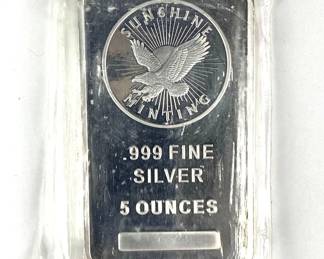 SUNSHINE
MINTING
.999 FINE
SILVER
5 OUNCES